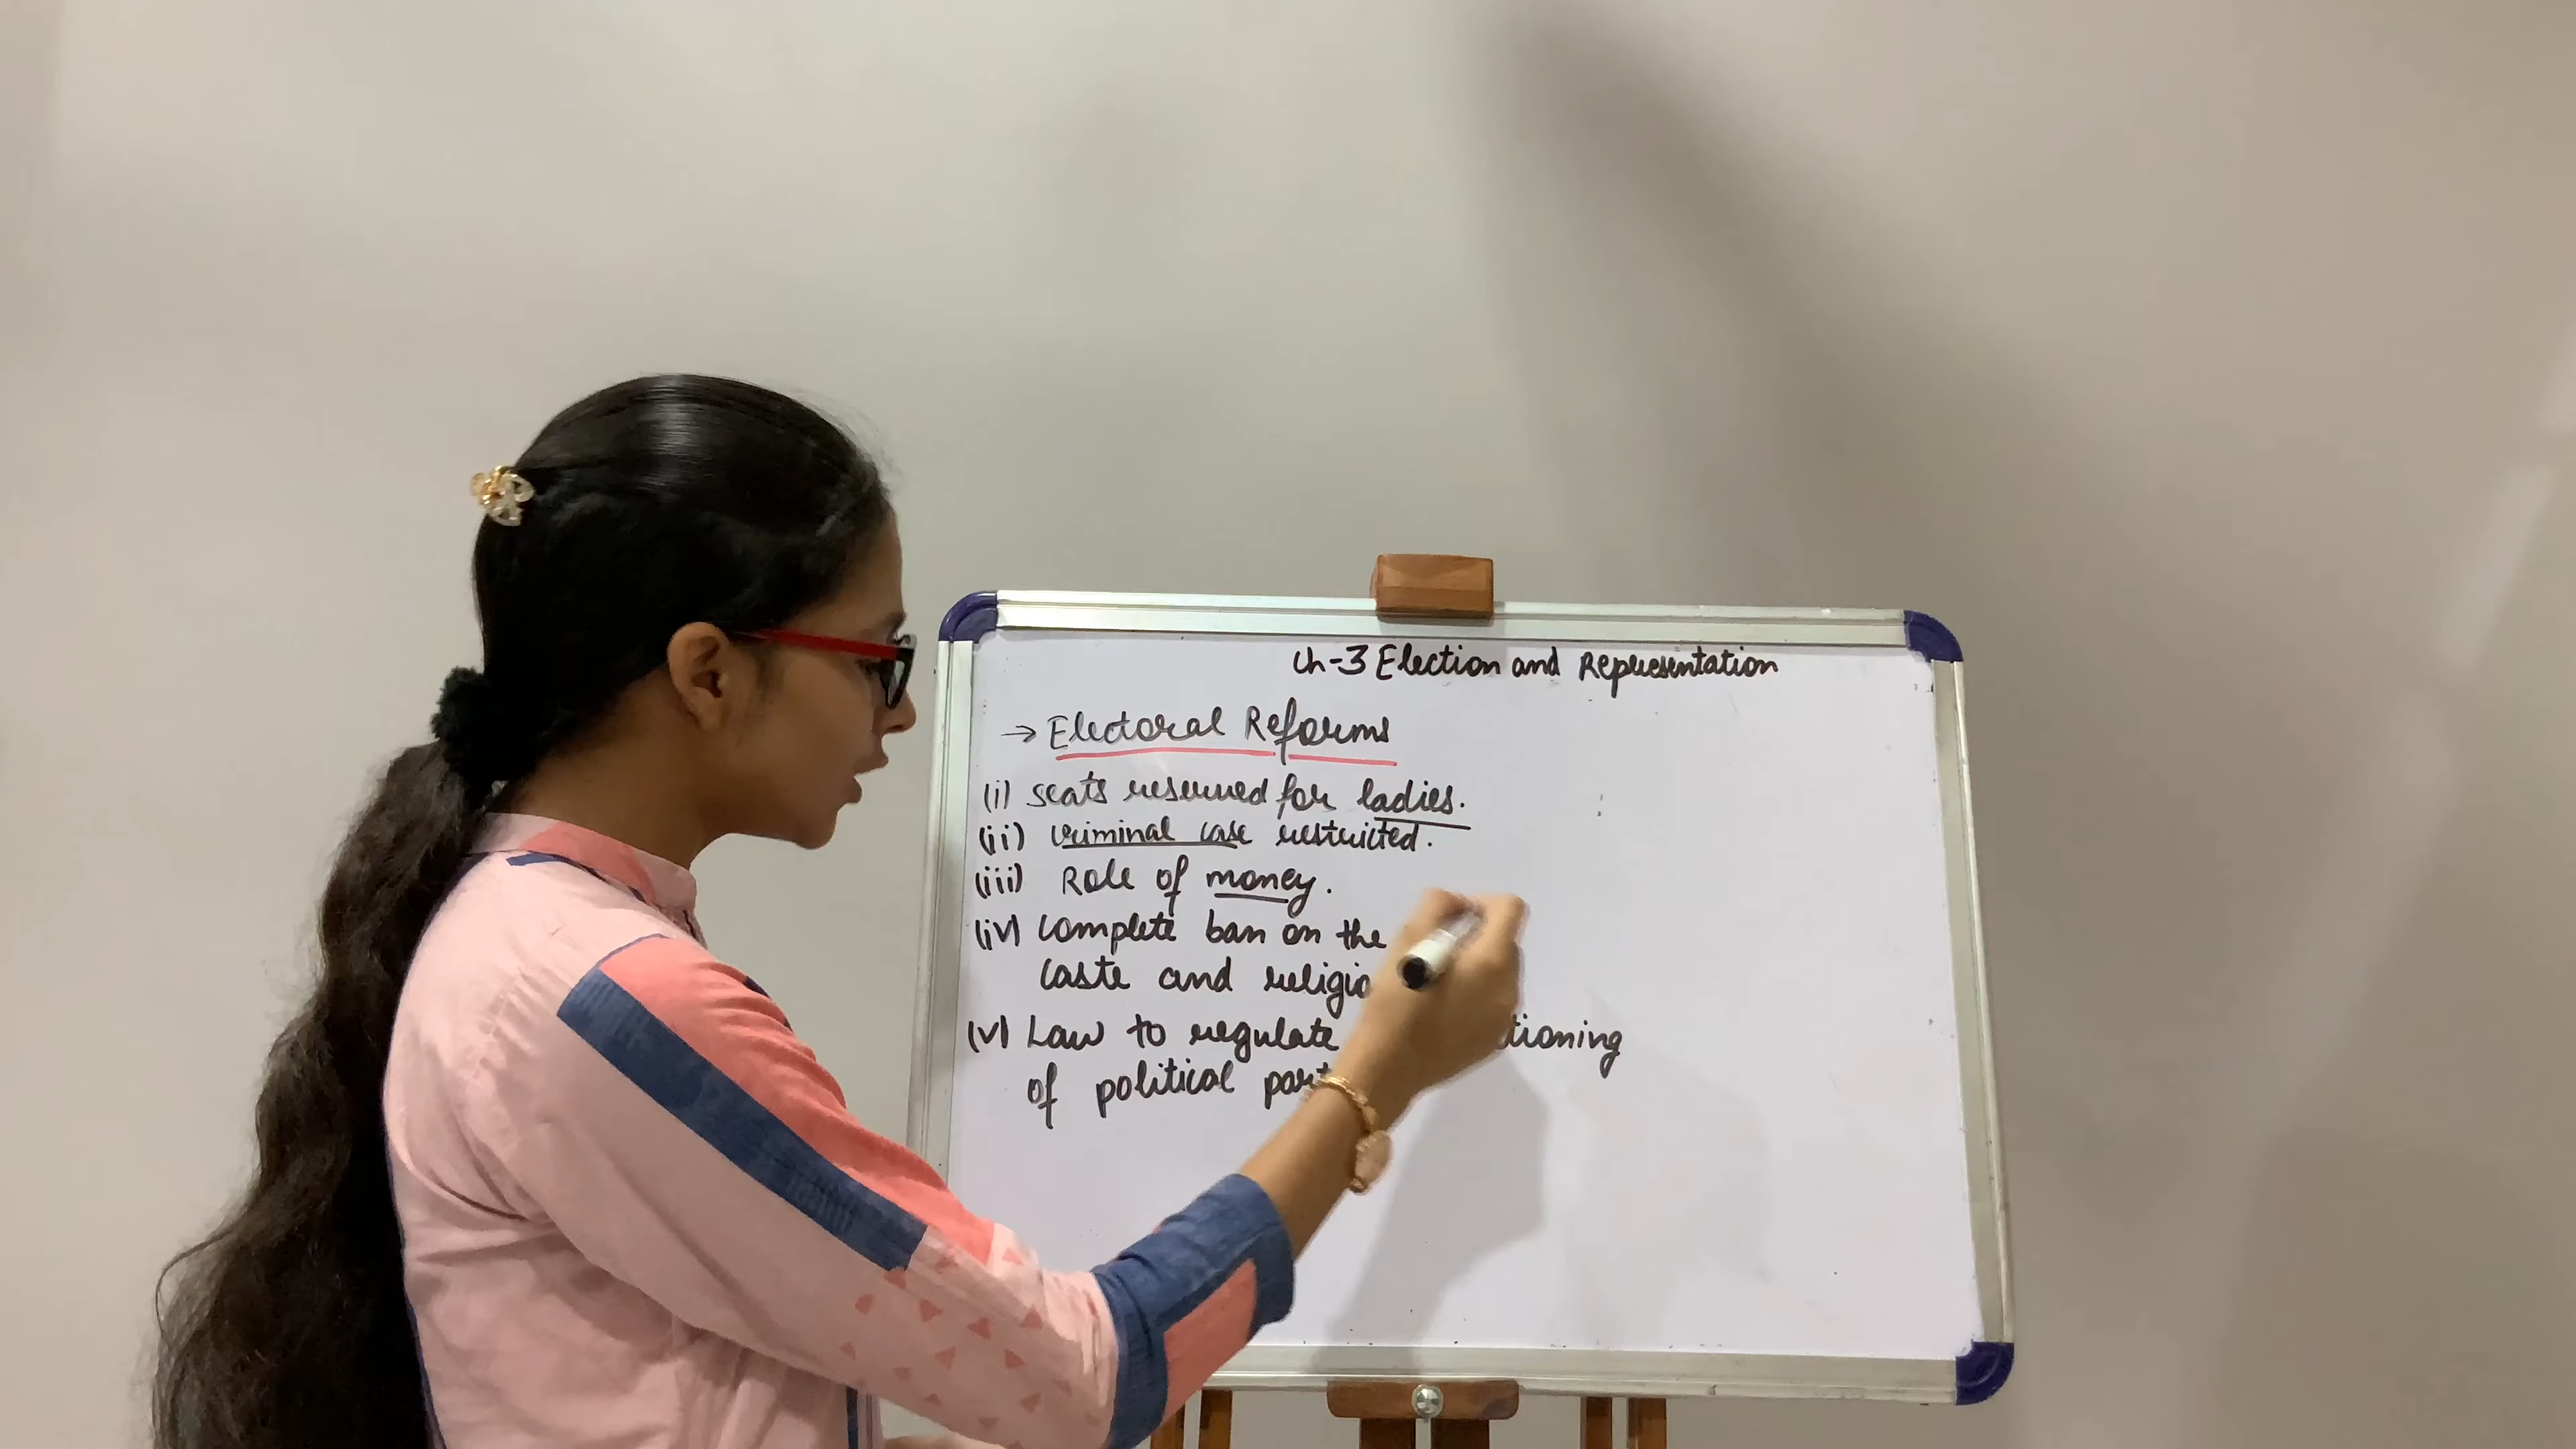 Ch-3 Election and Representation
→ Electoral Reforms
(i) seats reserved for ladies.
(ii) criminal case restricted.
(iii) Role of money.
(iv) complete ban on the
caste and
(v) Law to regulate
of political